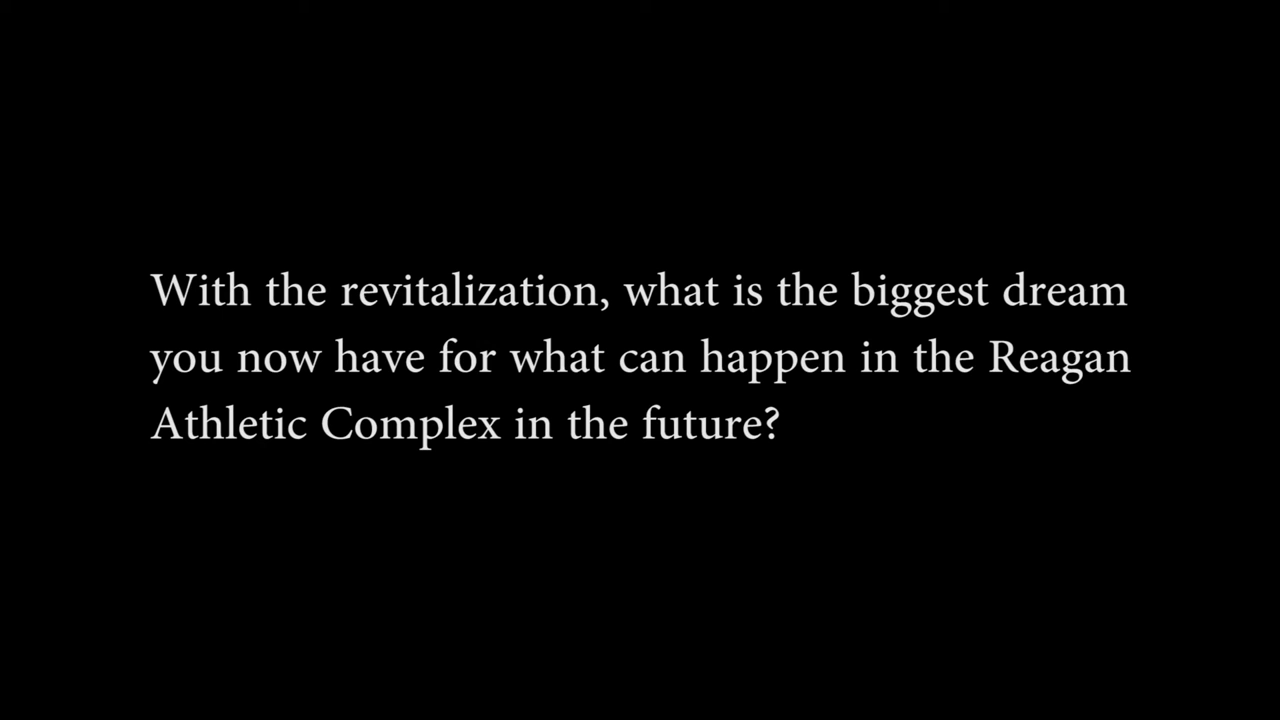 With the revitalization, what is the biggest dream
you now have for what can happen in the Reagan
Athletic Complex in the future?